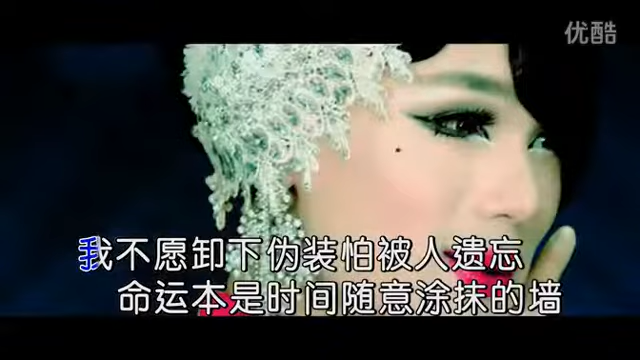 优酷
我不愿卸下伪装怕被人遗忘
命运本是时间随意涂抹的墙